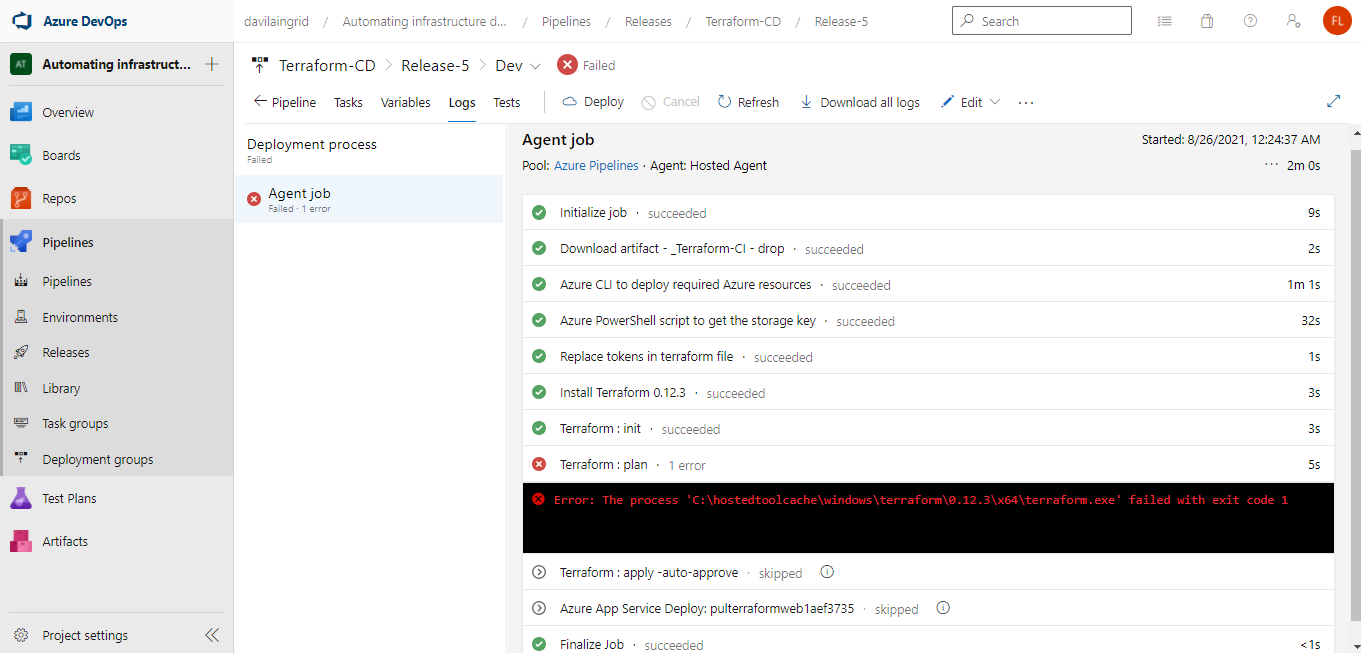 Azure DevOps
davilaingrid / Automating infrastructure d... / Pipelines / Releases / Terraform-CD / Release-5
Search
FL
AT Automating infrastruct...
Overview
Boards
Repos
Pipelines
Pipelines
Environments
Releases
Library
Task groups
Deployment groups
Test Plans
Artifacts
Project settings
Terraform-CD > Release-5 > Dev Failed
Pipeline Tasks Variables Logs Tests Deploy Cancel Refresh Download all logs Edit ...
Deployment process
Failed
Agent job
Failed · 1 error
Agent job Started: 8/26/2021, 12:24:37 AM
Pool: Azure Pipelines · Agent: Hosted Agent ... 2m 0s
Initialize job · succeeded 9s
Download artifact - _Terraform-CI - drop · succeeded 2s
Azure CLI to deploy required Azure resources · succeeded 1m 1s
Azure PowerShell script to get the storage key · succeeded 32s
Replace tokens in terraform file · succeeded 1s
Install Terraform 0.12.3 · succeeded 3s
Terraform : init · succeeded 3s
Terraform : plan · 1 error 5s
Error: The process 'C:\hostedtoolcache\windows\terraform\0.12.3\x64\terraform.exe' failed with exit code 1
Terraform : apply -auto-approve · skipped
Azure App Service Deploy: pulterraformweb1aef3735 · skipped
Finalize Job · succeeded <1s